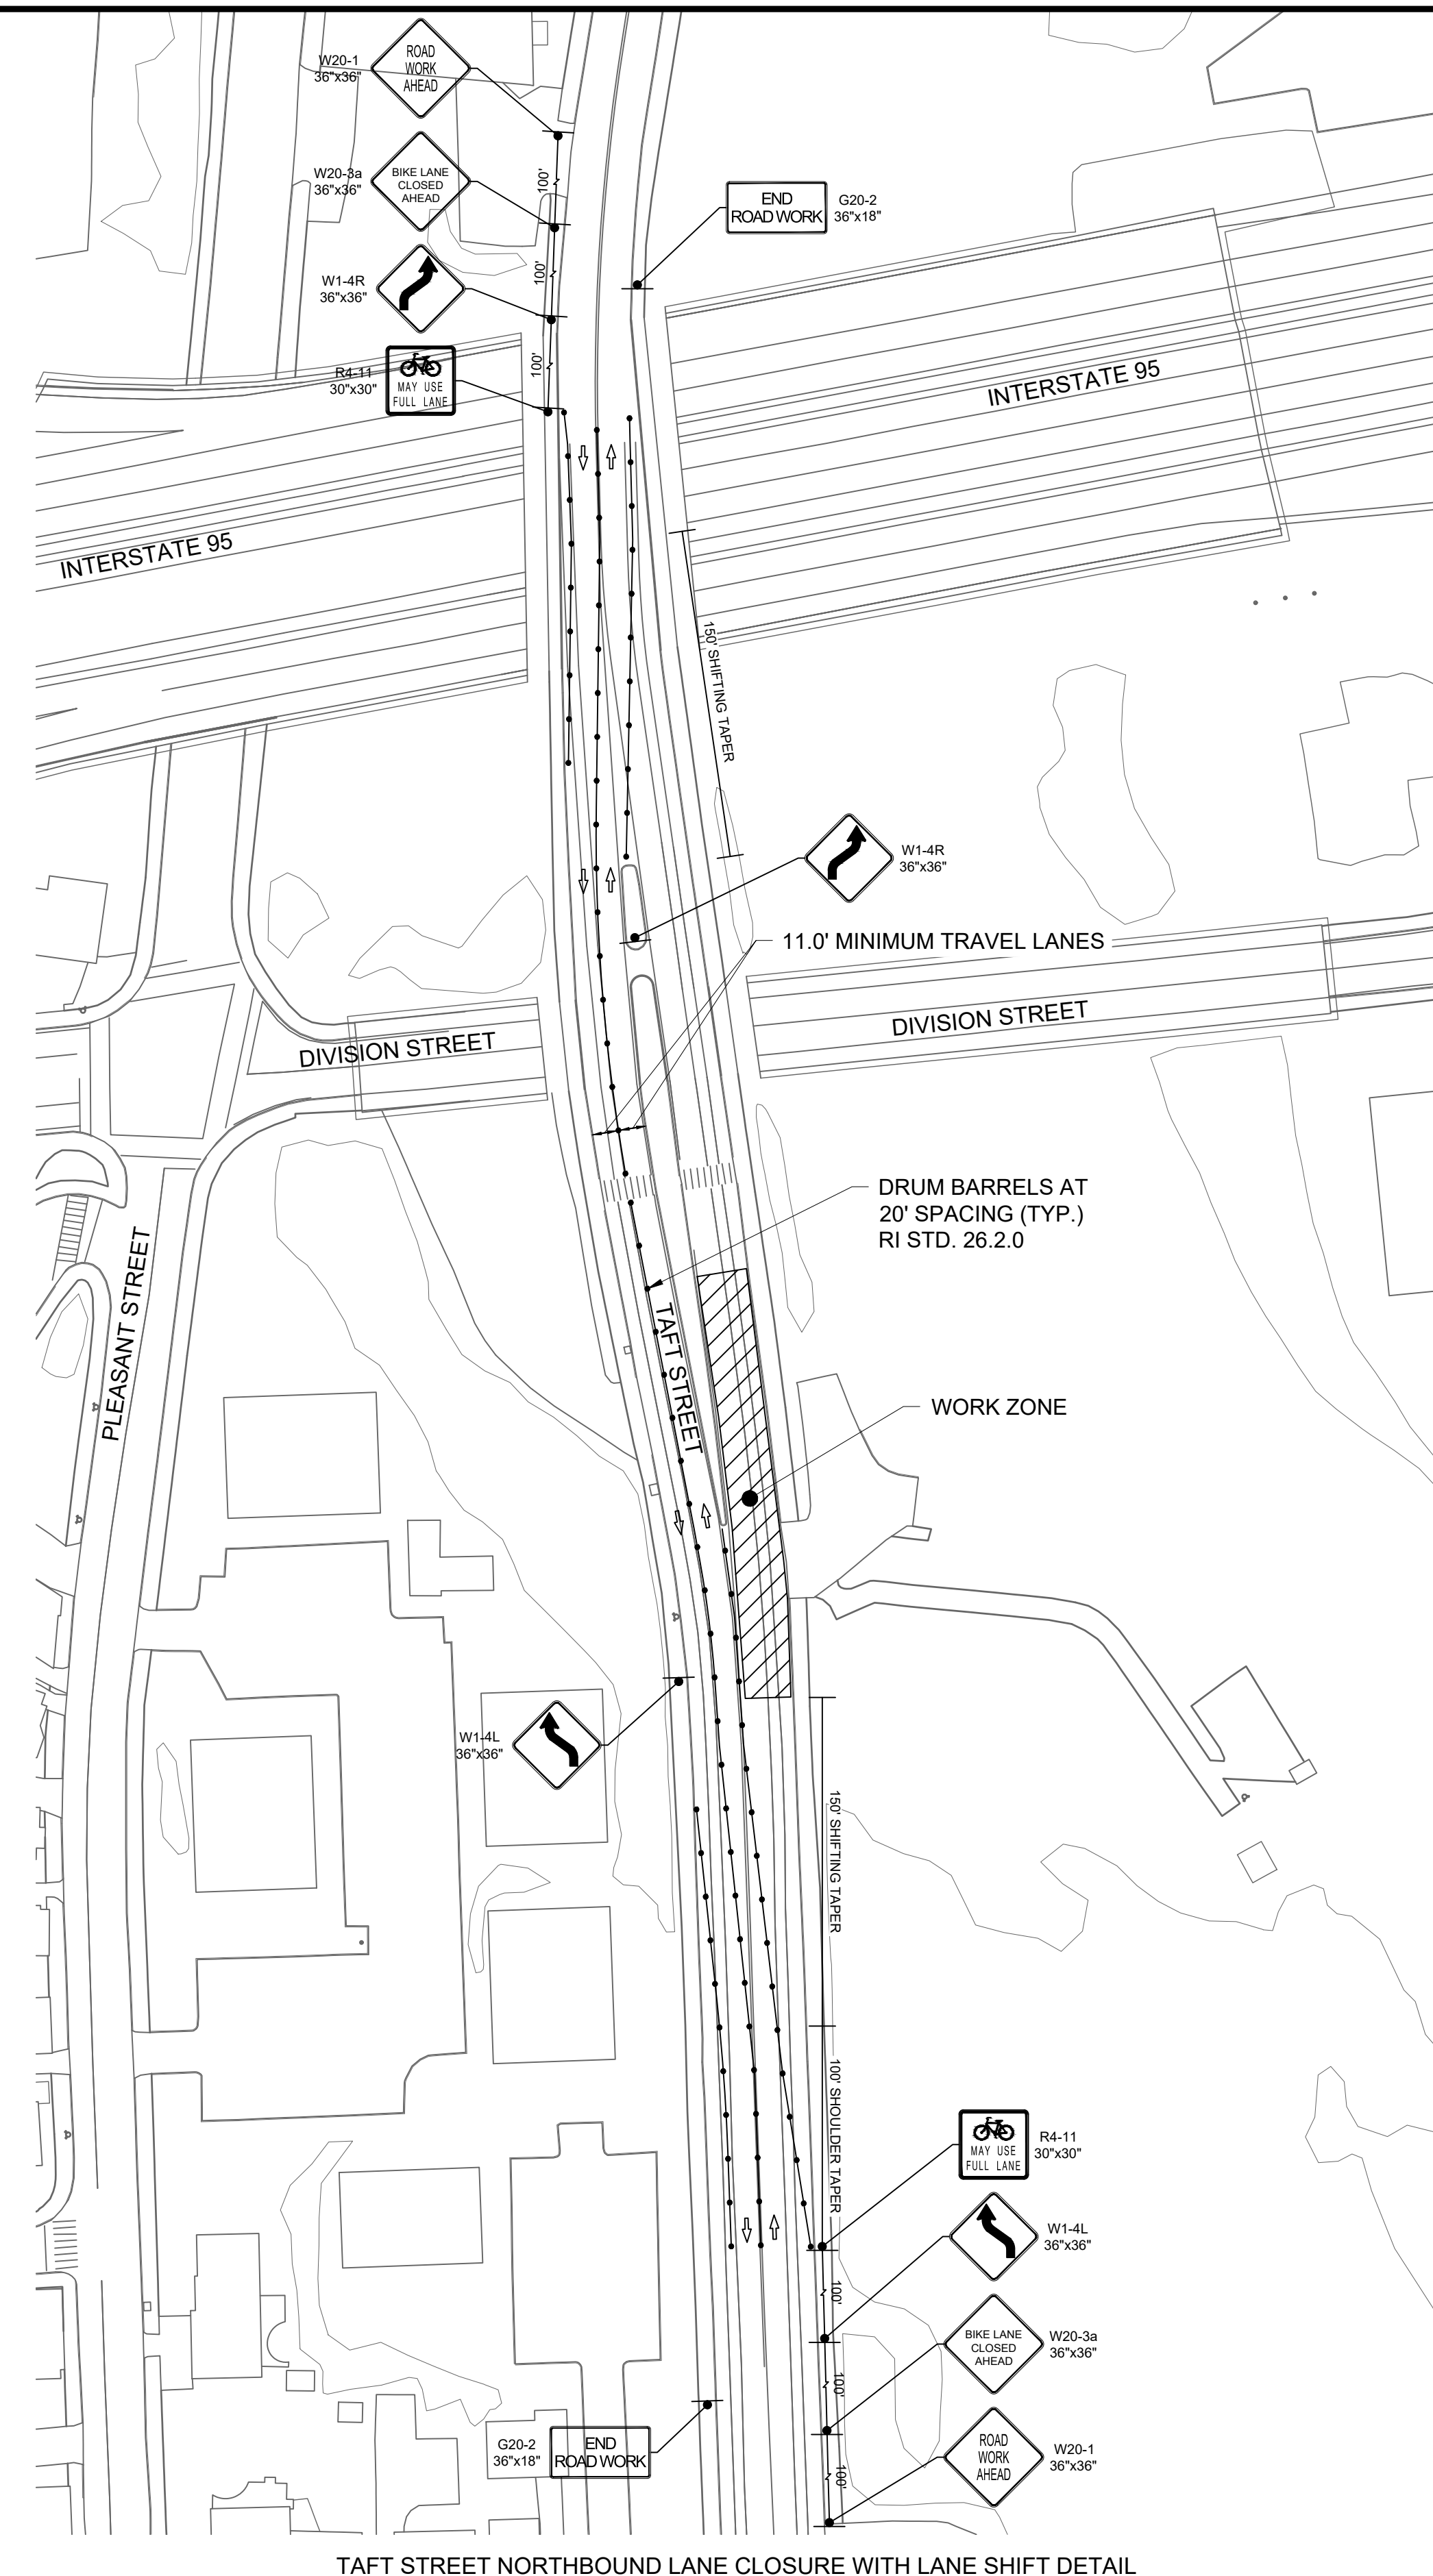 W20-1
36"x36"
ROAD
WORK
AHEAD
100'
W20-3a
36"x36"
BIKE LANE
CLOSED
AHEAD
END
ROAD WORK
G20-2
36"x18"
100'
W1-4R
36"x36"
100'
R4-11
30"x30"
MAY USE
FULL LANE
INTERSTATE 95
INTERSTATE 95
150' SHIFTING TAPER
W1-4R
36"x36"
11.0' MINIMUM TRAVEL LANES
DIVISION STREET
DIVISION STREET
DRUM BARRELS AT
20' SPACING (TYP.)
RI STD. 26.2.0
PLEASANT STREET
TAFT STREET
WORK ZONE
W1-4L
36"x36"
150' SHIFTING TAPER
100' SHOULDER TAPER
MAY USE
FULL LANE
R4-11
30"x30"
W1-4L
36"x36"
100'
BIKE LANE
CLOSED
AHEAD
W20-3a
36"x36"
100'
G20-2
36"x18"
END
ROAD WORK
ROAD
WORK
AHEAD
W20-1
36"x36"
100'
TAFT STREET NORTHBOUND LANE CLOSURE WITH LANE SHIFT DETAIL